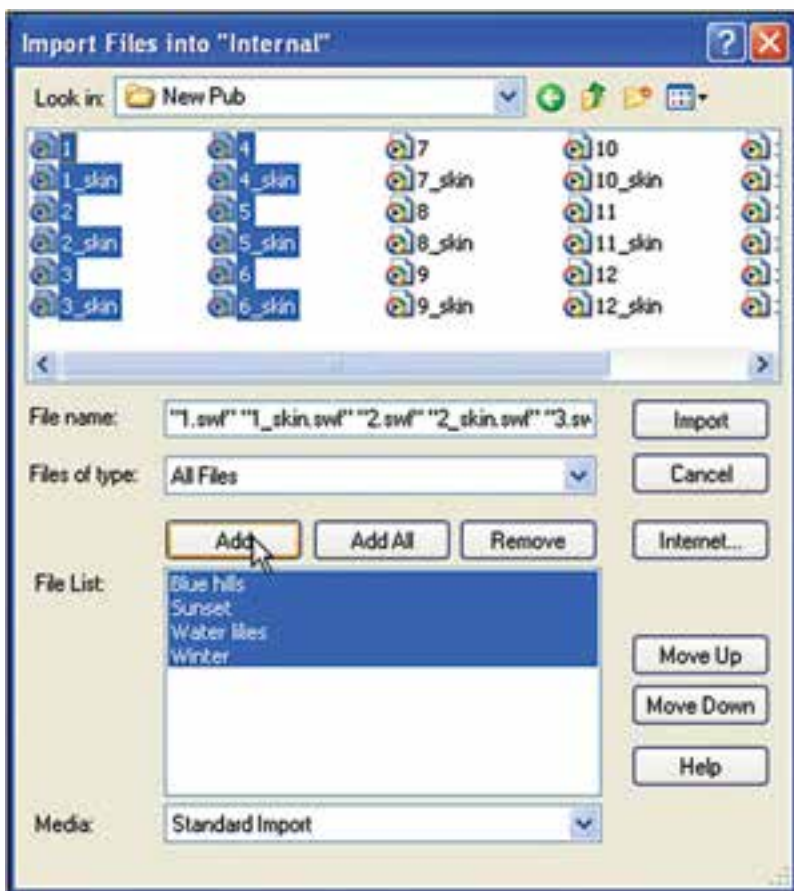 Import Files into "Internal"
Look in: New Pub
1 4 7 10
1_skin 4_skin 7_skin 10_skin
2 5 8 11
2_skin 5_skin 8_skin 11_skin
3 6 9 12
3_skin 6_skin 9_skin 12_skin
File name: ""1.swf" "1_skin.swf" "2.swf" "2_skin.swf" "3.sw
Import
Files of type: All Files
Cancel
Add Add All Remove Internet...
File List:
Blue hills
Sunset
Water lilies
Winter
Move Up
Move Down
Help
Media: Standard Import